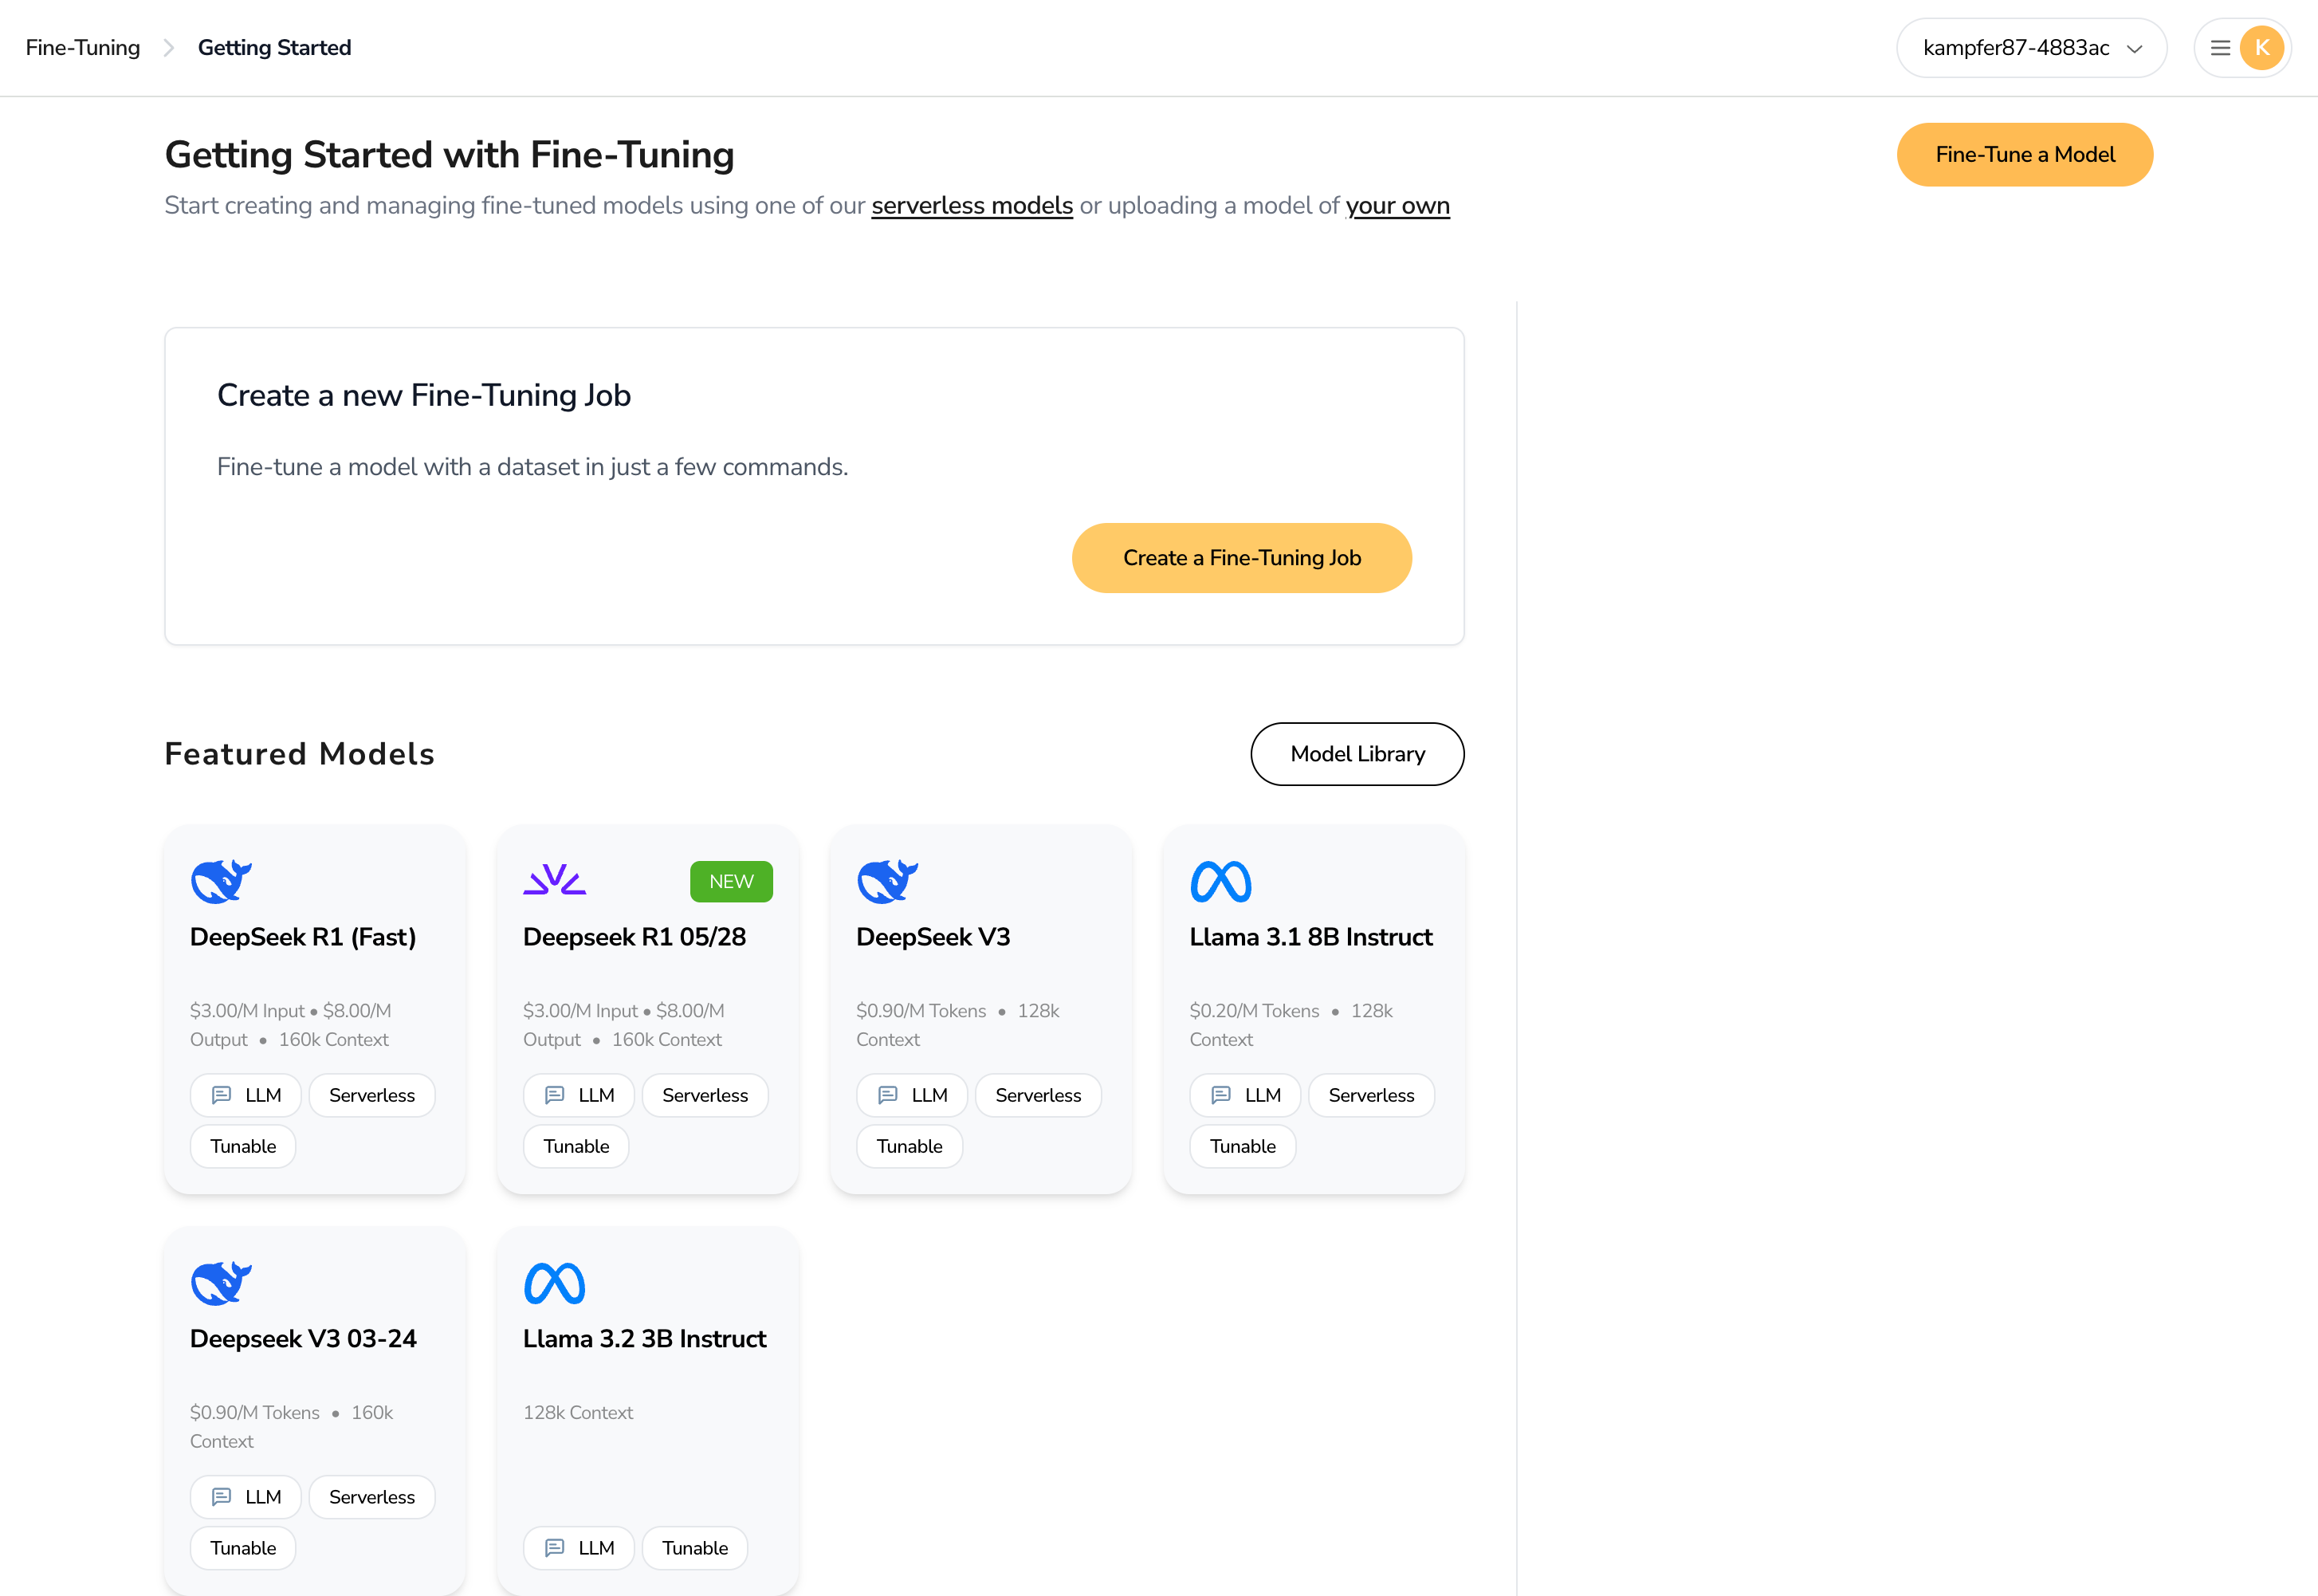 Fine-Tuning
Getting Started
kampfer87-4883ac
K
Getting Started with Fine-Tuning
Fine-Tune a Model
Start creating and managing fine-tuned models using one of our serverless models or uploading a model of your own
Create a new Fine-Tuning Job
Fine-tune a model with a dataset in just a few commands.
Create a Fine-Tuning Job
Featured Models
Model Library
DeepSeek R1 (Fast)
$3.00/M Input • $8.00/M
Output • 160k Context
LLM
Serverless
Tunable
NEW
Deepseek R1 05/28
$3.00/M Input • $8.00/M
Output • 160k Context
LLM
Serverless
Tunable
DeepSeek V3
$0.90/M Tokens • 128k
Context
LLM
Serverless
Tunable
Llama 3.1 8B Instruct
$0.20/M Tokens • 128k
Context
LLM
Serverless
Tunable
Deepseek V3 03-24
$0.90/M Tokens • 160k
Context
LLM
Serverless
Tunable
Llama 3.2 3B Instruct
128k Context
LLM
Tunable